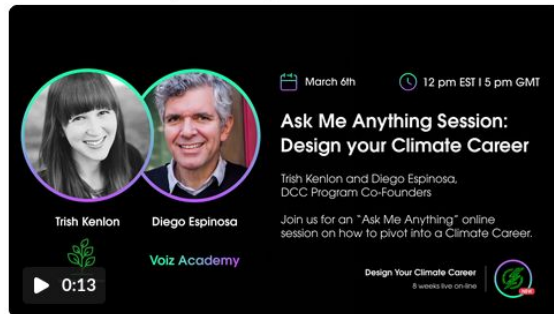 March 6th
12 pm EST I 5 pm GMT
Ask Me Anything Session:
Design your Climate Career
Trish Kenlon and Diego Espinosa,
DCC Program Co-Founders
Join us for an "Ask Me Anything" online
session on how to pivot into a Climate Career.
Trish Kenlon
Diego Espinosa
Voiz Academy
0:13
Design Your Climate Career
8 weeks live on-line